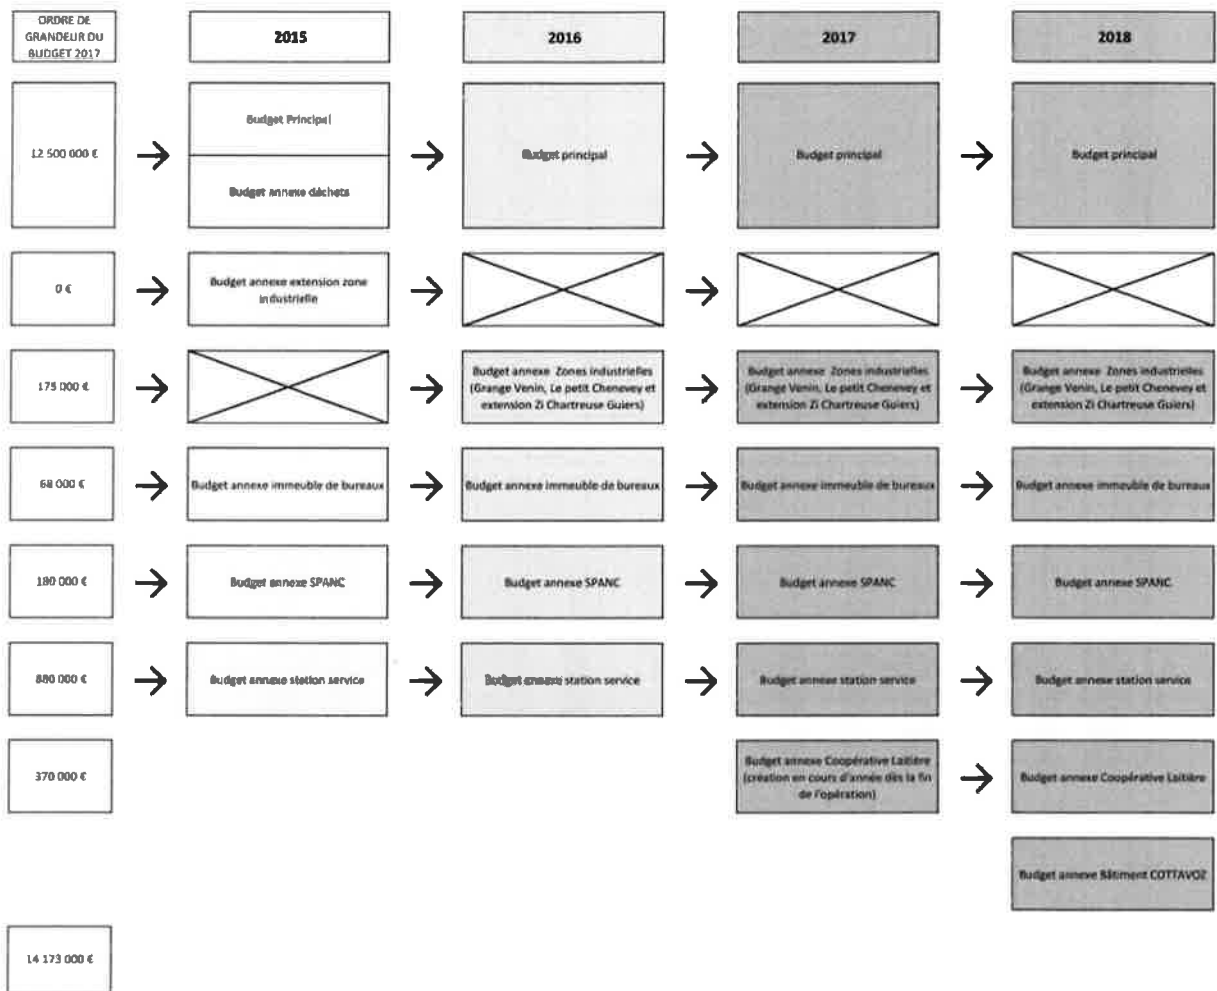 ORDRE DE
GRANDEUR DU
BUDGET 2017
2015
2016
2017
2018
12 500 000 €
Budget Principal
Budget annexe déchets
Budget principal
Budget principal
Budget principal
0 €
Budget annexe extension zone
industrielle
175 000 €
Budget annexe Zones industrielles
(Grange Venin, Le petit Chenevey et
extension Zi Chartreuse Guiers)
Budget annexe Zones industrielles
(Grange Venin, Le petit Chenevey et
extension Zi Chartreuse Guiers)
Budget annexe Zones industrielles
(Grange Venin, Le petit Chenevey et
extension Zi Chartreuse Guiers)
68 000 €
Budget annexe immeuble de bureaux
Budget annexe immeuble de bureaux
Budget annexe immeuble de bureaux
Budget annexe immeuble de bureaux
180 000 €
Budget annexe SPANC
Budget annexe SPANC
Budget annexe SPANC
Budget annexe SPANC
880 000 €
Budget annexe station service
Budget annexe station service
Budget annexe station service
Budget annexe station service
370 000 €
Budget annexe Coopérative Laitière
(création en cours d'année dès la fin
de l'opération)
Budget annexe Coopérative Laitière
Budget annexe Bâtiment COTTAVOZ
14 173 000 €